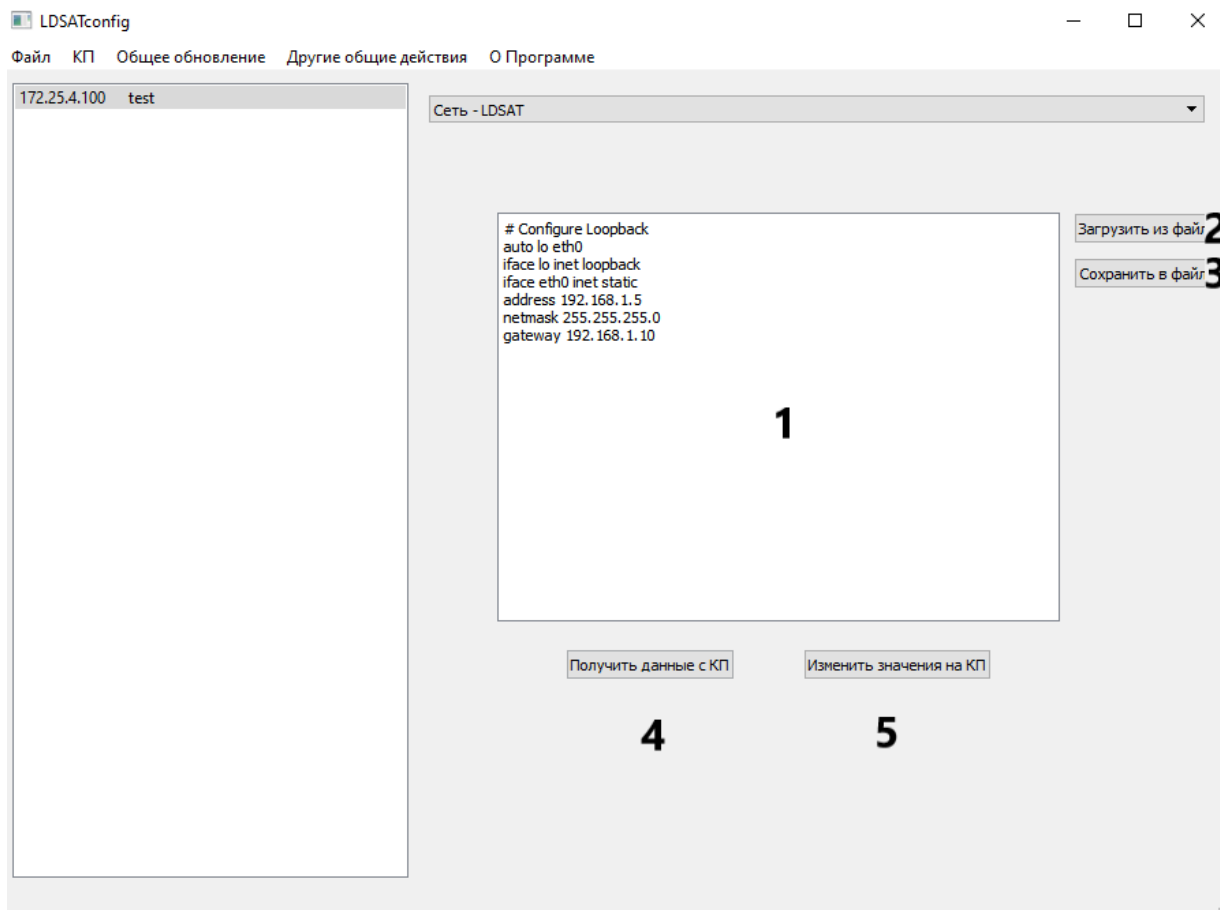 LDSATconfig
Файл КП Общее обновление Другие общие действия О Программе
172.25.4.100 test
Сеть - LDSAT
# Configure Loopback
auto lo eth0
iface lo inet loopback
iface eth0 inet static
address 192.168.1.5
netmask 255.255.255.0
gateway 192.168.1.10
1
Загрузить из файл 2
Сохранить в файл 3
Получить данные с КП Изменить значения на КП
4 5